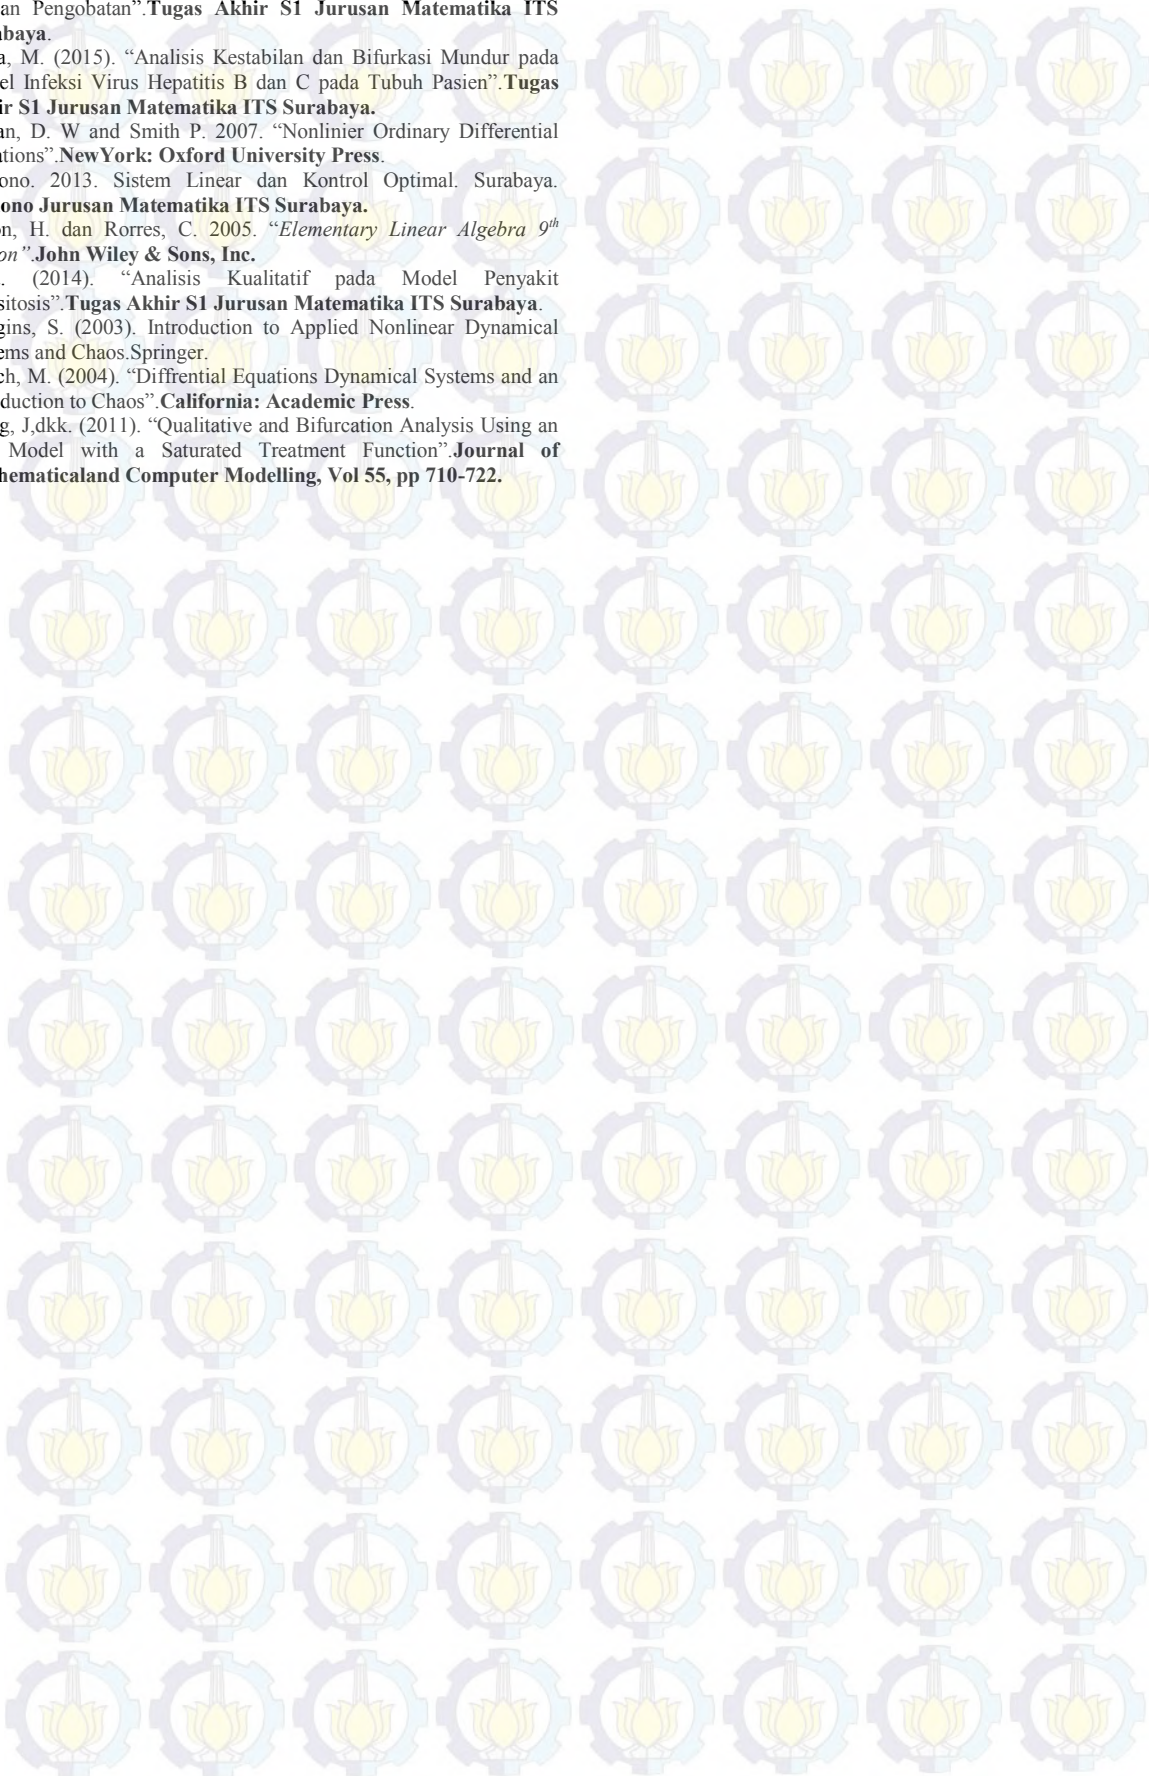 an Pengobatan”.Tugas Akhir S1 Jurusan Matematika ITS
abaya.
a, M. (2015). “Analisis Kestabilan dan Bifurkasi Mundur pada
el Infeksi Virus Hepatitis B dan C pada Tubuh Pasien”.Tugas
ir S1 Jurusan Matematika ITS Surabaya.
an, D. W and Smith P. 2007. “Nonlinier Ordinary Differential
ations”.NewYork: Oxford University Press.
ono. 2013. Sistem Linear dan Kontrol Optimal. Surabaya.
ono Jurusan Matematika ITS Surabaya.
on, H. dan Rorres, C. 2005. “Elementary Linear Algebra 9th
on”.John Wiley & Sons, Inc.
. (2014). “Analisis Kualitatif pada Model Penyakit
sitosis”.Tugas Akhir S1 Jurusan Matematika ITS Surabaya.
gins, S. (2003). Introduction to Applied Nonlinear Dynamical
ems and Chaos.Springer.
ch, M. (2004). “Diffrential Equations Dynamical Systems and an
duction to Chaos”.California: Academic Press.
g, J,dkk. (2011). “Qualitative and Bifurcation Analysis Using an
Model with a Saturated Treatment Function”.Journal of
hematicaland Computer Modelling, Vol 55, pp 710-722.